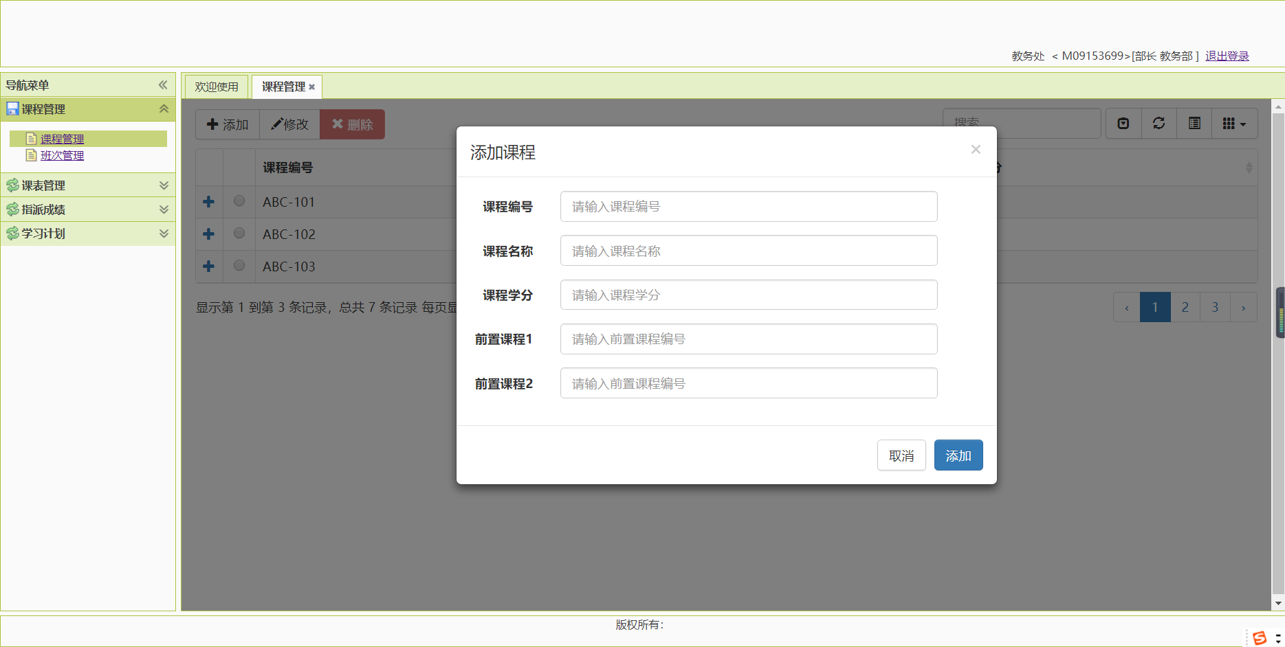 教务处 < M09153699>[部长 教务部 ] 退出登录
导航菜单
欢迎使用
课程管理
课程管理
课程管理
班次管理
课表管理
指派成绩
学习计划
添加
修改
删除
搜索
课程编号
ABC-101
ABC-102
ABC-103
显示第 1 到第 3 条记录，总共 7 条记录 每页显
‹ 1 2 3 ›
添加课程
×
课程编号 请输入课程编号
课程名称 请输入课程名称
课程学分 请输入课程学分
前置课程1 请输入前置课程编号
前置课程2 请输入前置课程编号
取消 添加
版权所有: